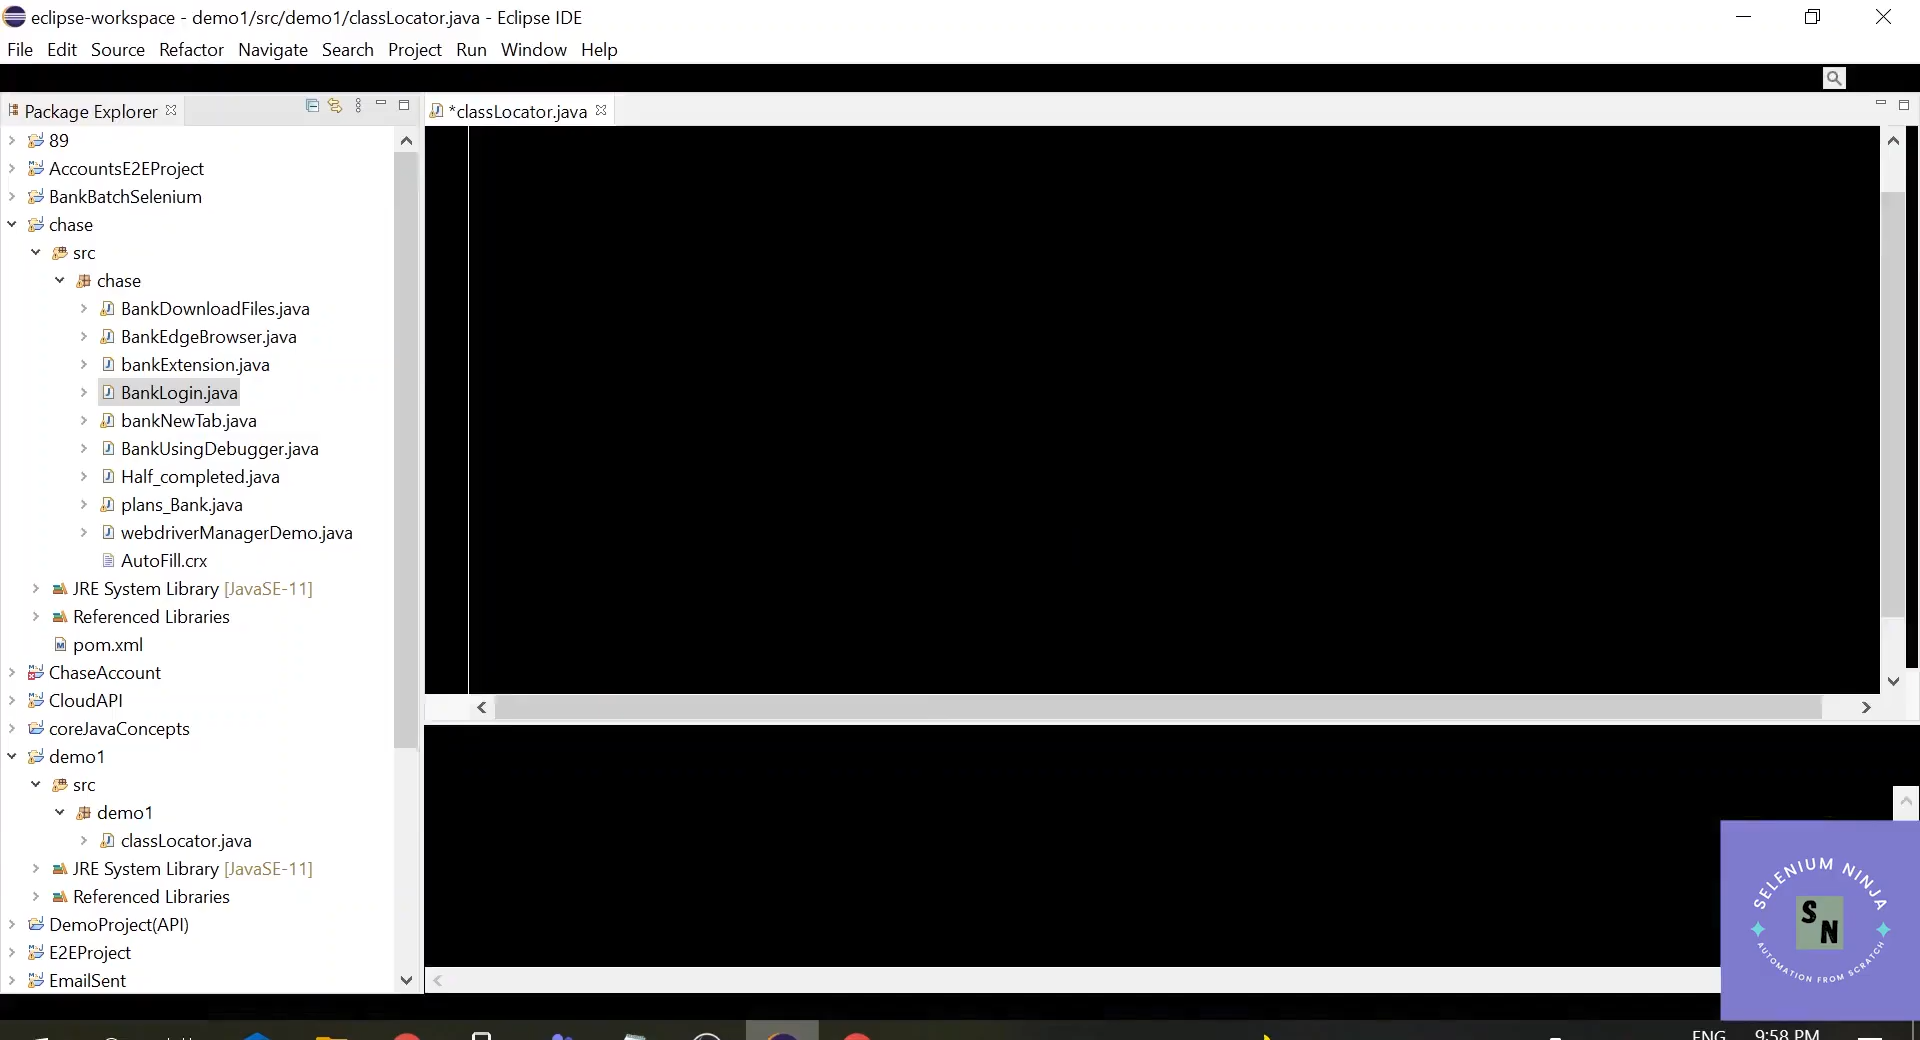 eclipse-workspace - demo1/src/demo1/classLocator.java - Eclipse IDE
File Edit Source Refactor Navigate Search Project Run Window Help
Package Explorer
*classLocator.java
89
AccountsE2EProject
BankBatchSelenium
chase
src
chase
BankDownloadFiles.java
BankEdgeBrowser.java
bankExtension.java
BankLogin.java
bankNewTab.java
BankUsingDebugger.java
Half_completed.java
plans_Bank.java
webdriverManagerDemo.java
AutoFill.crx
JRE System Library [JavaSE-11]
Referenced Libraries
pom.xml
ChaseAccount
CloudAPI
coreJavaConcepts
demo1
src
demo1
classLocator.java
JRE System Library [JavaSE-11]
Referenced Libraries
DemoProject(API)
E2EProject
EmailSent
SELENIUM NINJA
SN
AUTOMATION FROM SCRATCH
ENG 9:58 PM